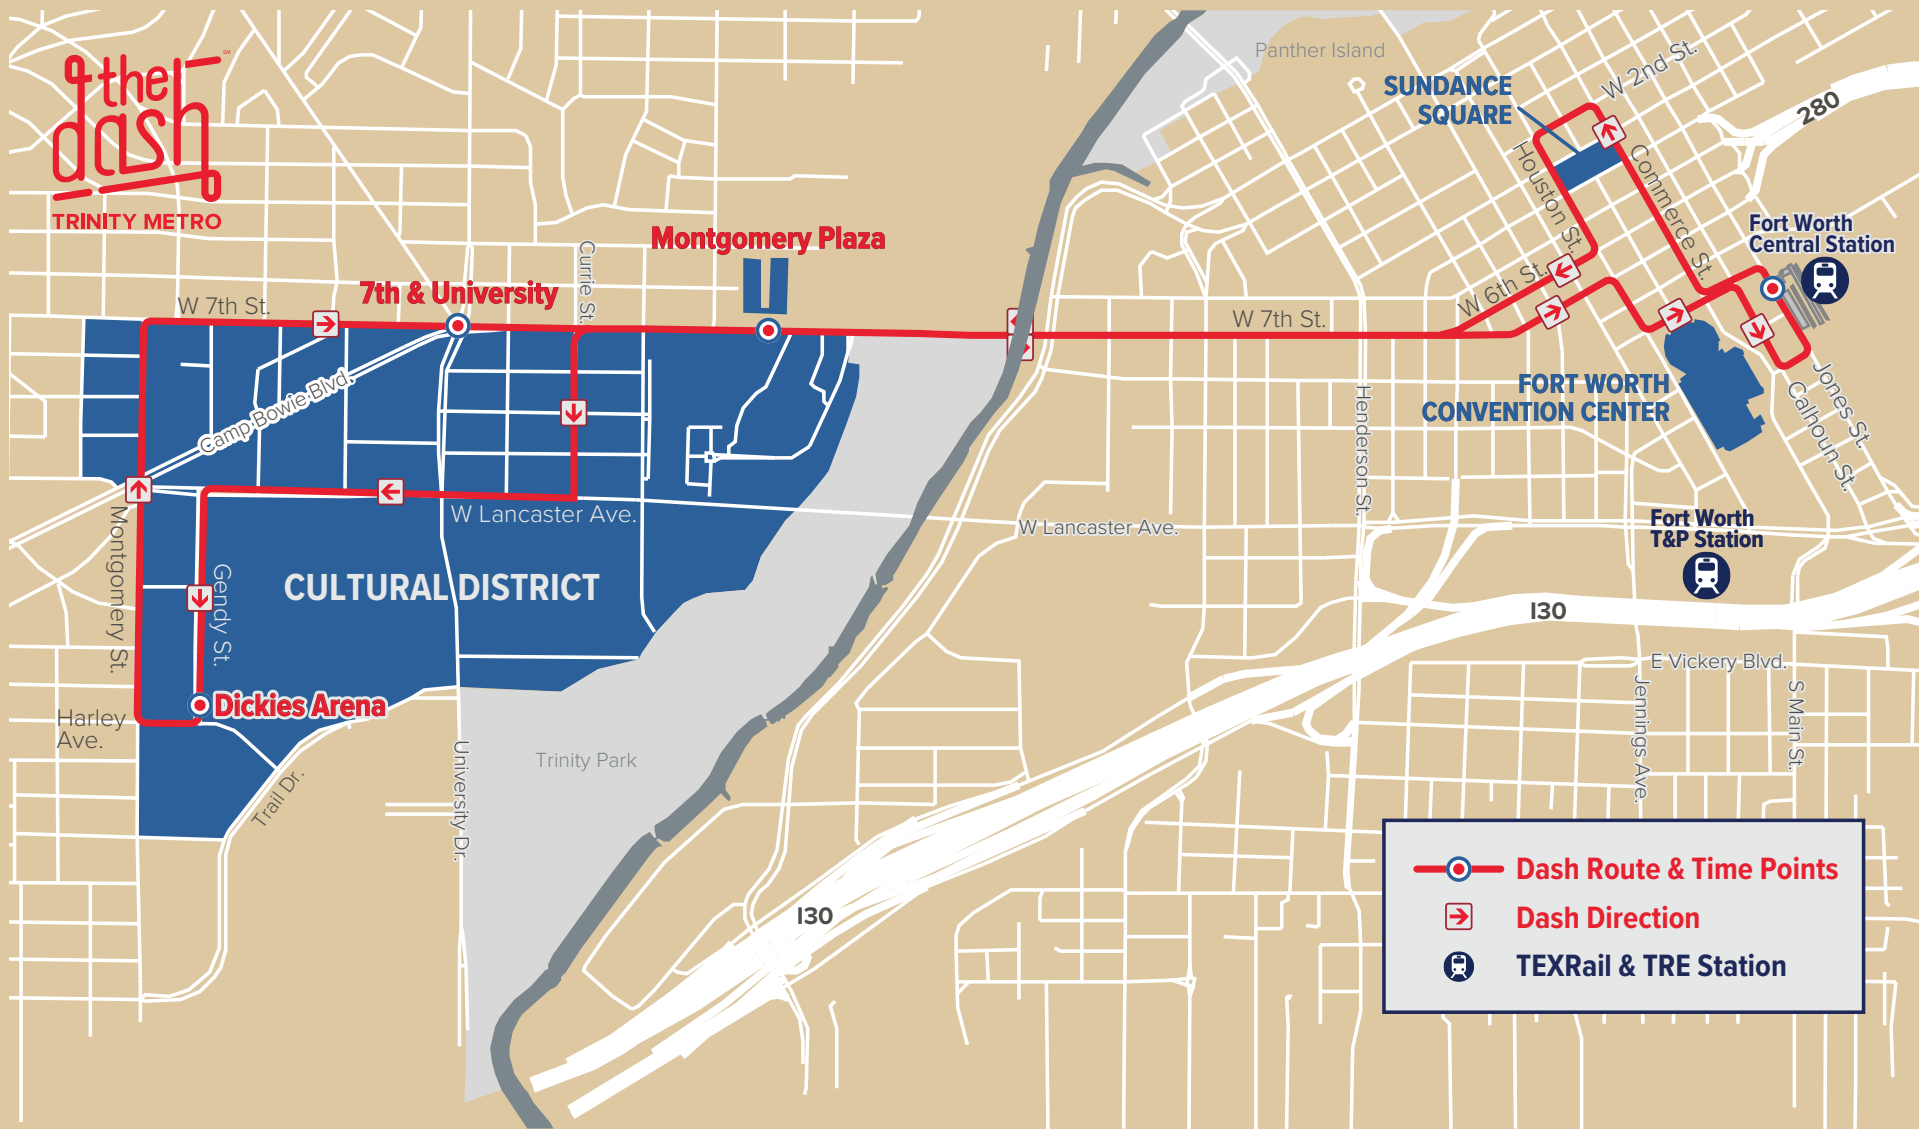 the
dash
SM
TRINITY METRO
Panther Island
SUNDANCE
SQUARE
W 2nd St.
280
Houston St.
Commerce St.
Fort Worth
Central Station
Montgomery Plaza
Currie St.
7th & University
W 7th St.
W 7th St.
W 6th St.
Camp Bowie Blvd.
FORT WORTH
CONVENTION CENTER
Henderson St.
Jones St.
Calhoun St.
W Lancaster Ave.
W Lancaster Ave.
Fort Worth
T&P Station
Montgomery St.
Gendy St.
CULTURAL DISTRICT
I30
E Vickery Blvd.
Jennings Ave.
S Main St.
Dickies Arena
Harley
Ave.
Trail Dr.
University Dr.
Trinity Park
I30
Dash Route & Time Points
Dash Direction
TEXRail & TRE Station